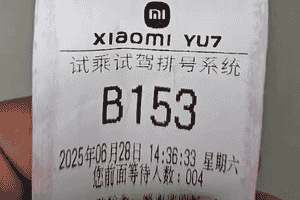 mi
XIAOMI YU7
试乘试驾排号系统
B153
2025年06月28日 14:36:33 星期六
您前面等待人数:004